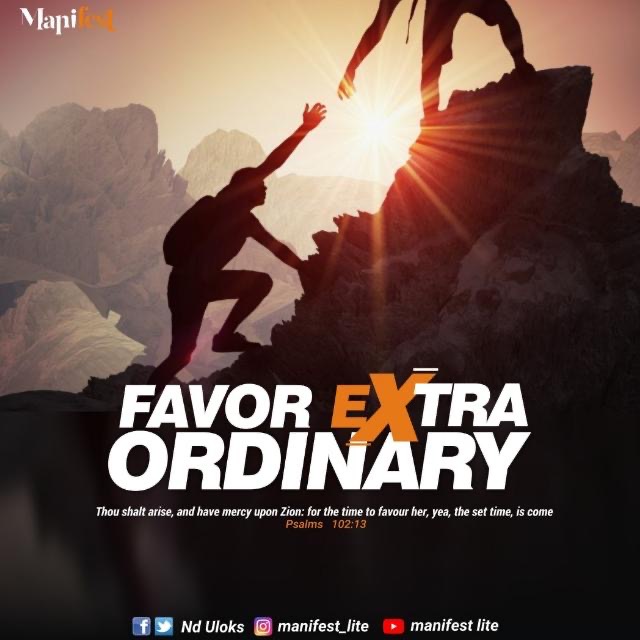 Manifest
FAVOR EXTRA
ORDINARY
Thou shalt arise, and have mercy upon Zion: for the time to favour her, yea, the set time, is come
Psalms 102:13
Nd Uloks manifest_lite manifest lite